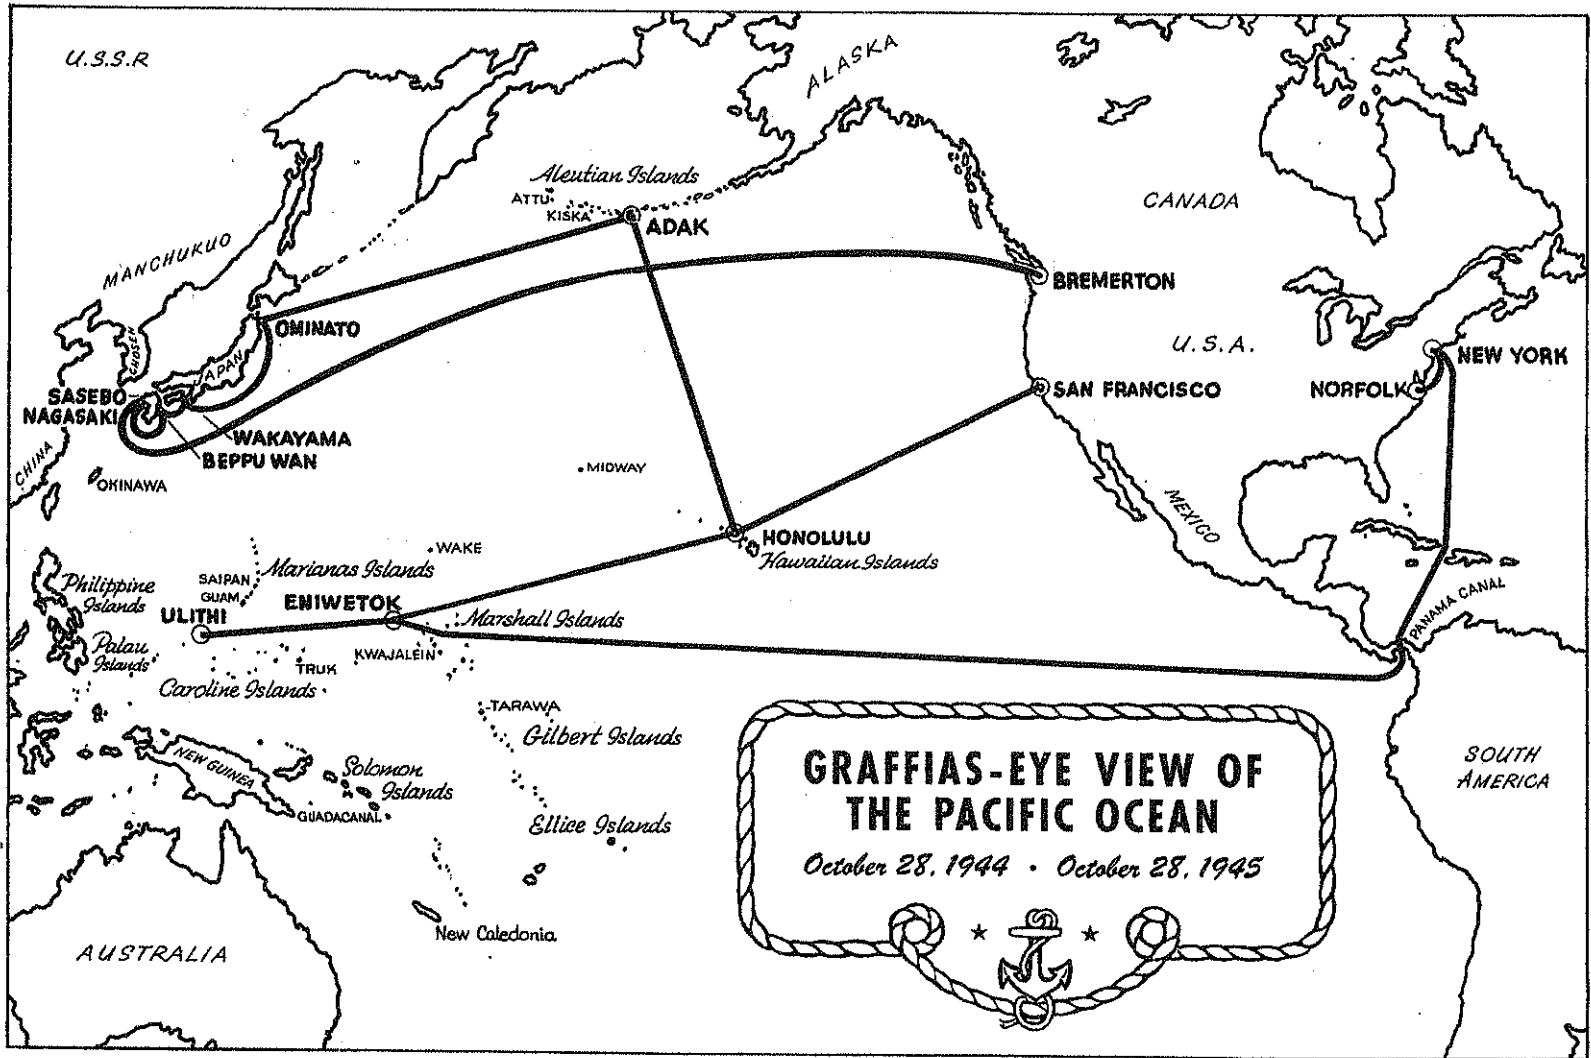 U.S.S.R
ALASKA
Aleutian Islands
ATTU
KISKA
ADAK
CANADA
MANCHUKUO
BREMERTON
OMINATO
CHOSEN
JAPAN
U.S.A.
NEW YORK
SASEBO
NAGASAKI
SAN FRANCISCO
NORFOLK
WAKAYAMA
BEPPU WAN
CHINA
OKINAWA
MIDWAY
MEXICO
HONOLULU
Hawaiian Islands
WAKE
Marianas Islands
SAIPAN
GUAM
Philippine
Islands
ULITHI
ENIWETOK
Marshall Islands
PANAMA CANAL
Palau
Islands
TRUK
KWAJALEIN
Caroline Islands
TARAWA
Gilbert Islands
NEW GUINEA
Solomon
Islands
GUADACANAL
Ellice Islands
GRAFFIAS-EYE VIEW OF
THE PACIFIC OCEAN
October 28, 1944 • October 28, 1945
SOUTH
AMERICA
New Caledonia
AUSTRALIA